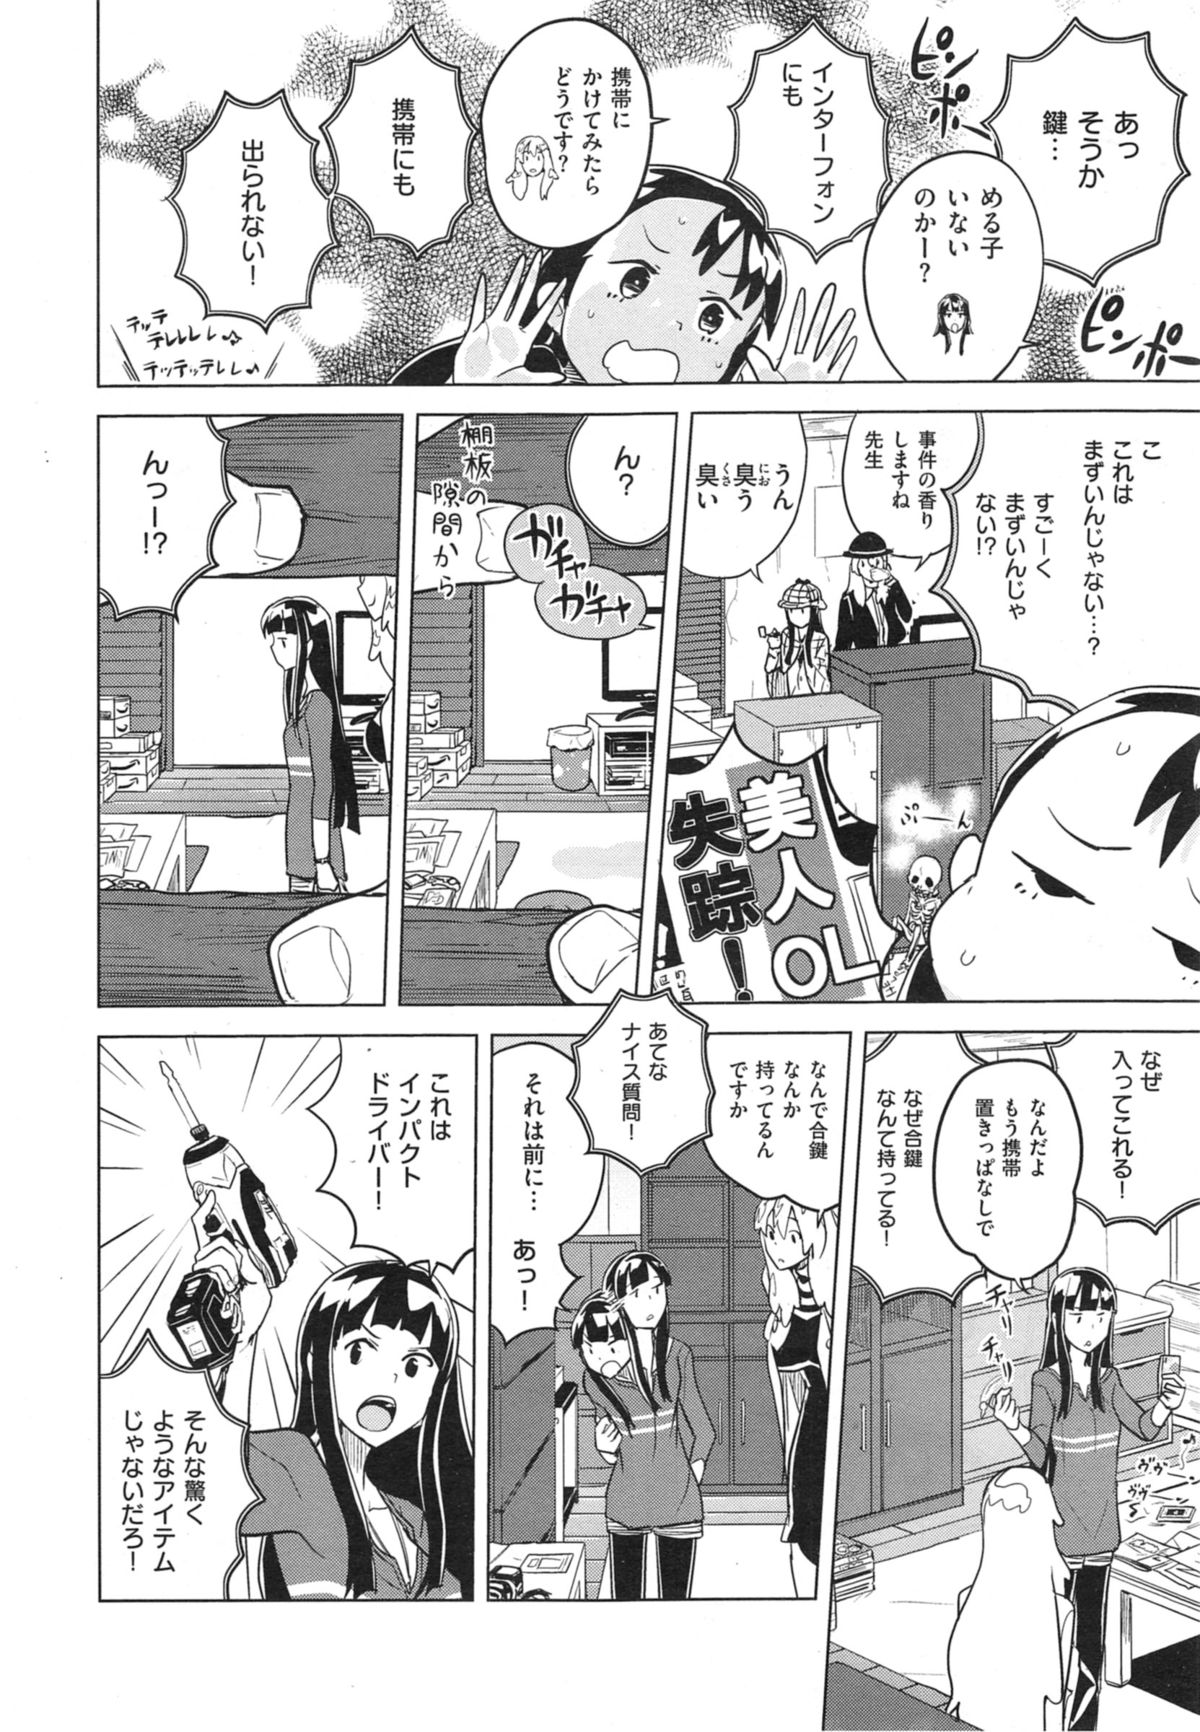 あっ
そうか
鍵…
ピンポーン
める子
いない
のかー？
ピンポーン
インターフォン
にも
携帯に
かけてみたら
どうです？
携帯にも
出られない！
テッテ
テレレレレ♪
テッテッテレレ♪
こ
これは
まずいんじゃない…？
すごーく
まずいんじゃ
ない!?
事件の香り
しますね
先生
うん
臭う
にお
臭い
くさ
ぷーん
美人OL
失踪！
ん？
棚板の
隙間から
ガチャ
ガチャ
んっー!?
なぜ
入ってこれる！
なんだよ
もう携帯
置きっぱなしで
なぜ合鍵
なんて持ってる！
チャリ
チャリ
ヴヴヴ
なんで合鍵
なんか
持ってるん
ですか
あてな
ナイス質問！
それは前に…
あっ！
これは
インパクト
ドライバー！
そんな驚く
ようなアイテム
じゃないだろ！